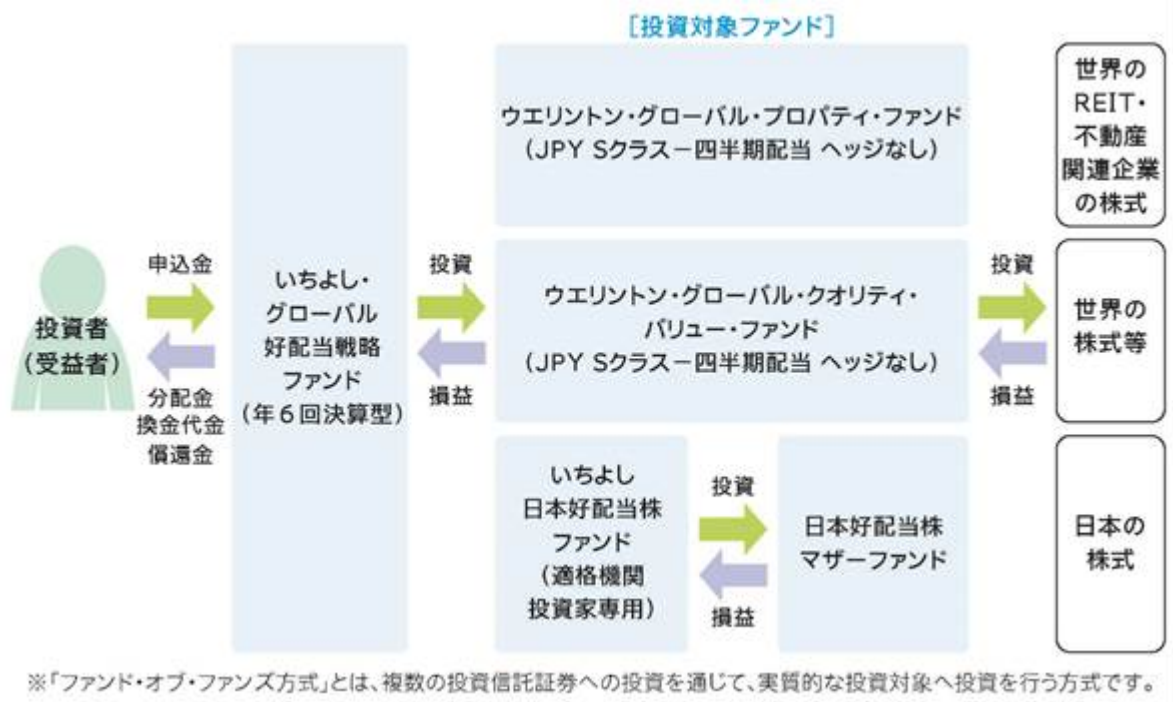 [投資対象ファンド]
投資者
(受益者)
申込金
分配金
換金代金
償還金
いちよし・
グローバル
好配当戦略
ファンド
(年6回決算型)
投資
損益
ウエリントン・グローバル・プロパティ・ファンド
(JPY Sクラス－四半期配当 ヘッジなし)
ウエリントン・グローバル・クオリティ・
バリュー・ファンド
(JPY Sクラス－四半期配当 ヘッジなし)
いちよし
日本好配当株
ファンド
(適格機関
投資家専用)
投資
損益
日本好配当株
マザーファンド
投資
損益
世界の
REIT・
不動産
関連企業
の株式
世界の
株式等
日本の
株式
※「ファンド・オブ・ファンズ方式」とは、複数の投資信託証券への投資を通じて、実質的な投資対象へ投資を行う方式です。